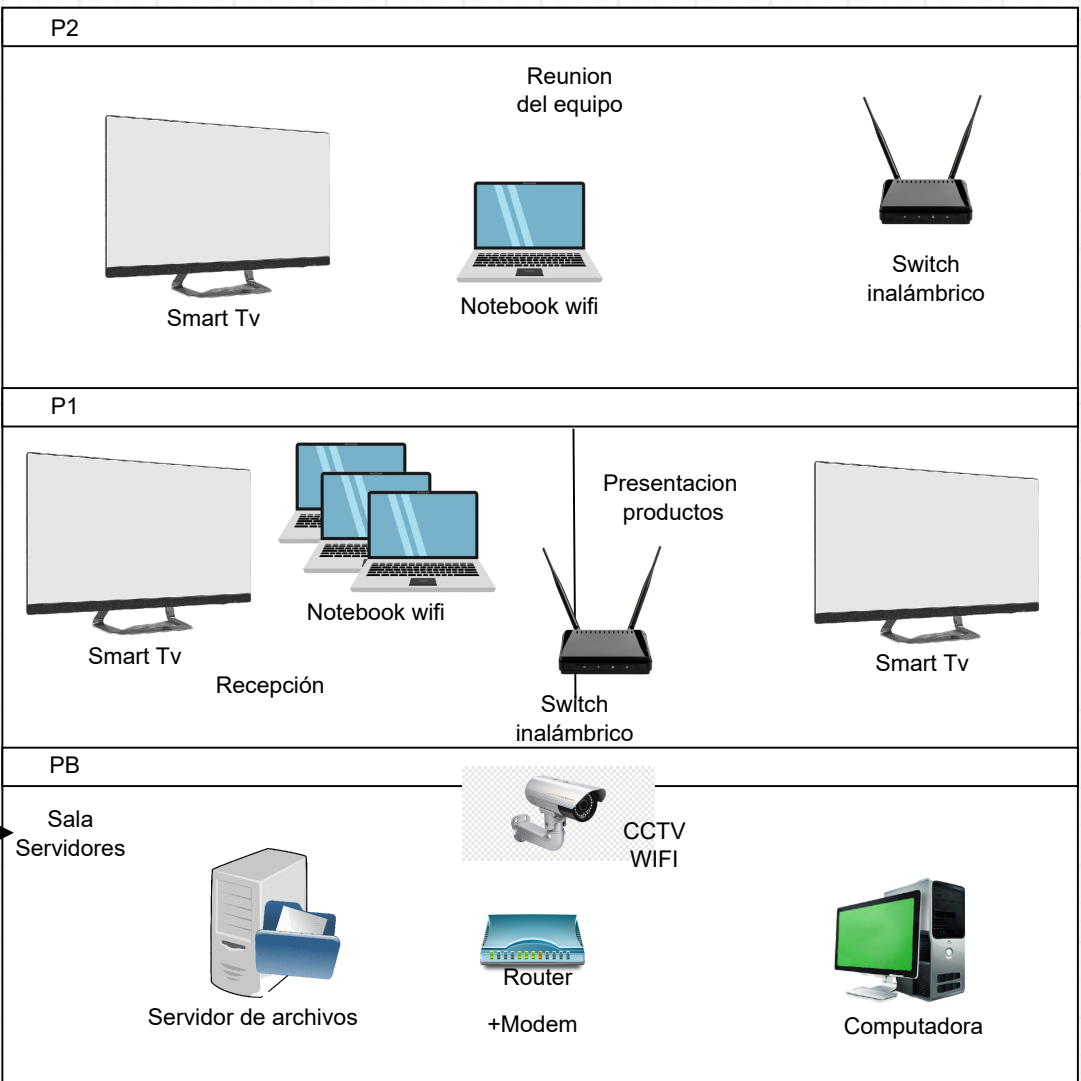 P2
Reunion
del equipo
Smart Tv
Notebook wifi
Switch
inalámbrico
P1
Presentacion
productos
Notebook wifi
Smart Tv
Smart Tv
Recepción
Switch
inalámbrico
PB
Sala
Servidores
CCTV
WIFI
Router
Servidor de archivos
+Modem
Computadora